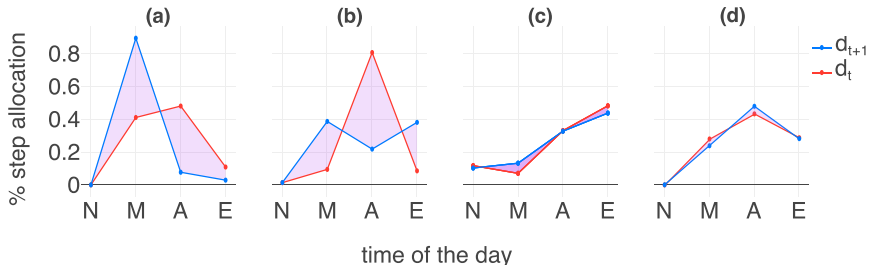 (a) (b) (c) (d)
% step allocation
0.8
0.6
0.4
0.2
0
N M A E N M A E N M A E N M A E
time of the day
d_{t+1}
d_t